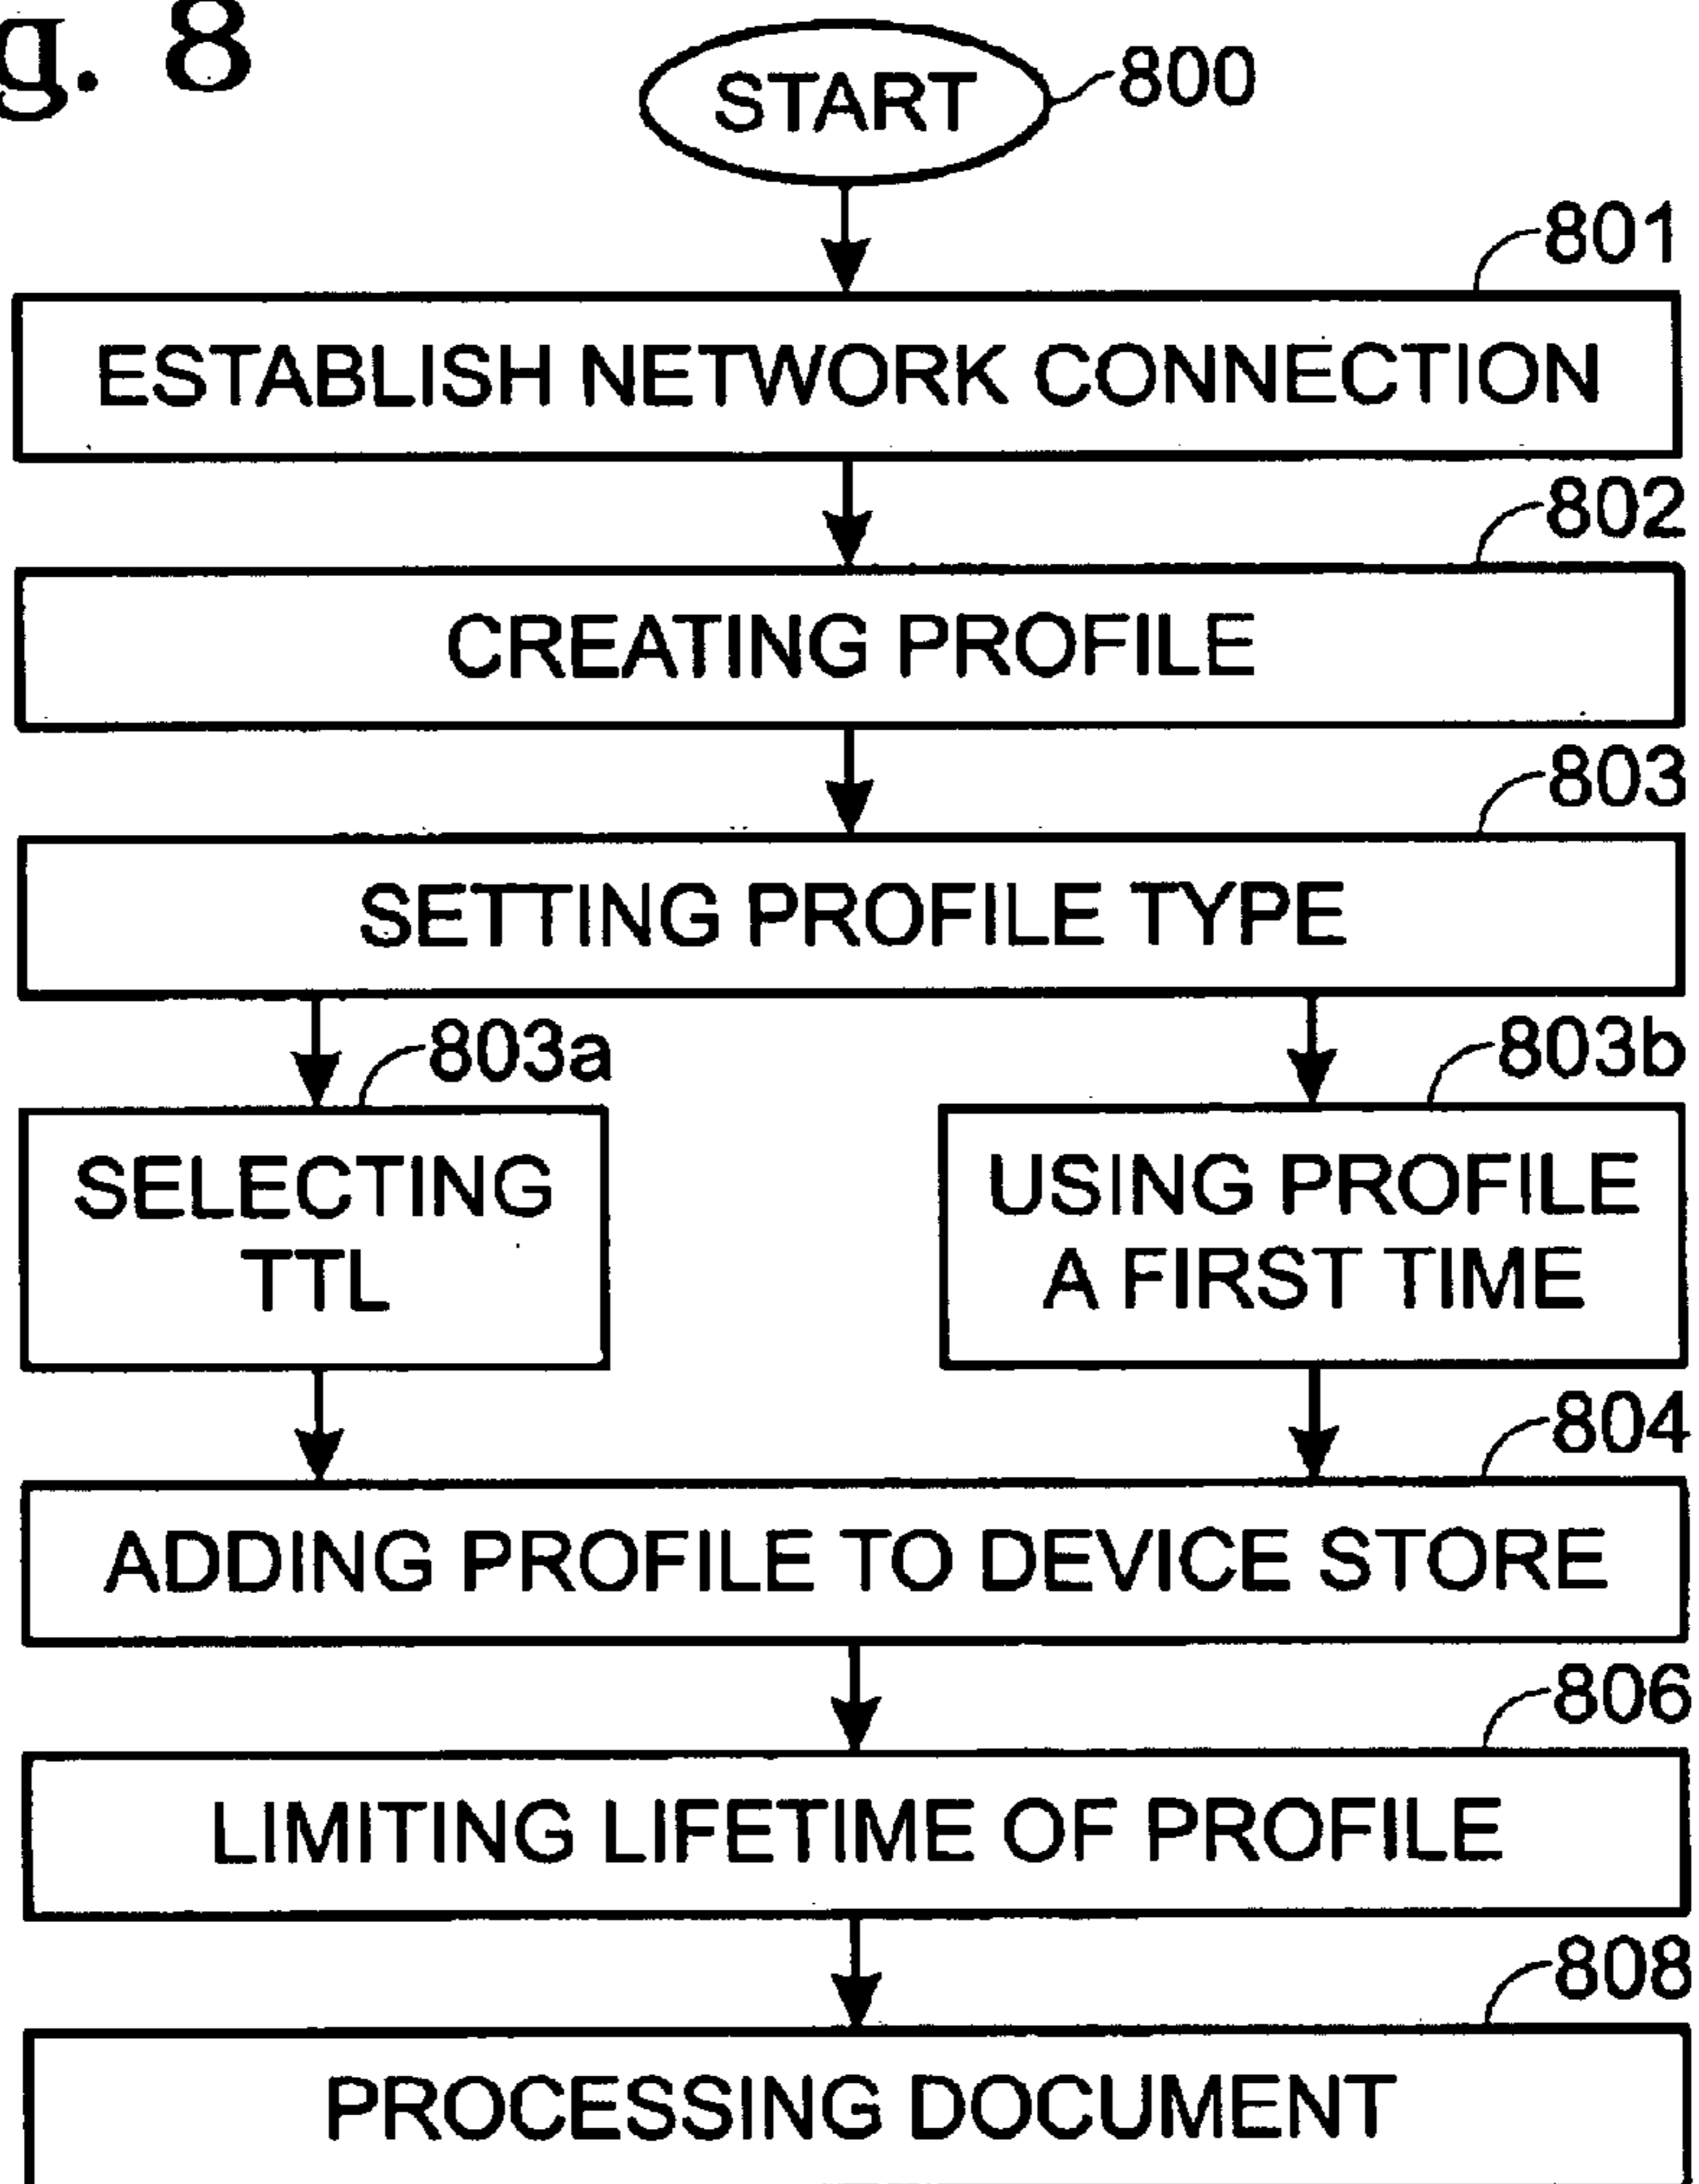 g. 8
START
800
801
ESTABLISH NETWORK CONNECTION
802
CREATING PROFILE
803
SETTING PROFILE TYPE
803a
803b
SELECTING
TTL
USING PROFILE
A FIRST TIME
804
ADDING PROFILE TO DEVICE STORE
806
LIMITING LIFETIME OF PROFILE
808
PROCESSING DOCUMENT